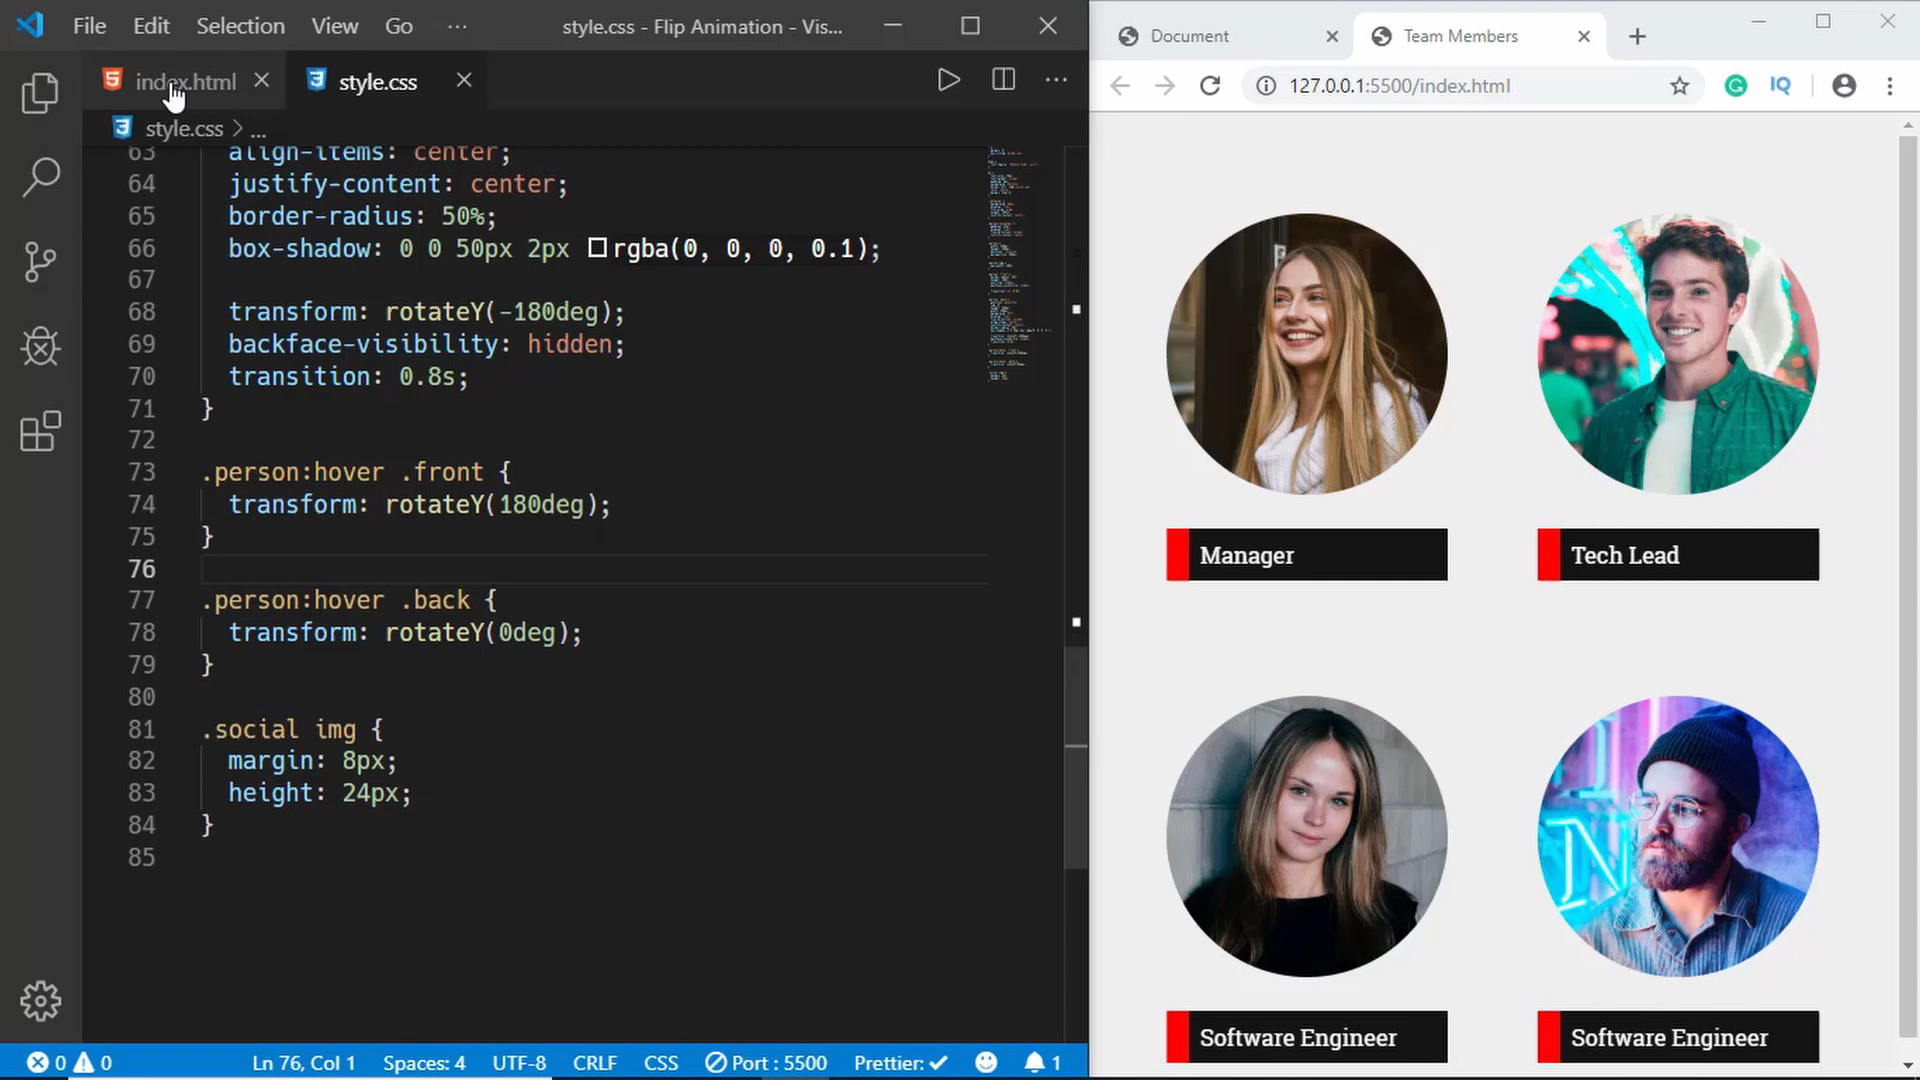 File Edit Selection View Go ··· style.css - Flip Animation - Vis...
index.html style.css
style.css > ...
63 align-items: center;
64 justify-content: center;
65 border-radius: 50%;
66 box-shadow: 0 0 50px 2px rgba(0, 0, 0, 0.1);
67
68 transform: rotateY(-180deg);
69 backface-visibility: hidden;
70 transition: 0.8s;
71 }
72
73 .person:hover .front {
74 transform: rotateY(180deg);
75 }
76
77 .person:hover .back {
78 transform: rotateY(0deg);
79 }
80
81 .social img {
82 margin: 8px;
83 height: 24px;
84 }
85
0 0 Ln 76, Col 1 Spaces: 4 UTF-8 CRLF CSS Port : 5500 Prettier: ✓ 1
Document Team Members
127.0.0.1:5500/index.html
IQ
Manager
Tech Lead
N
Software Engineer
Software Engineer